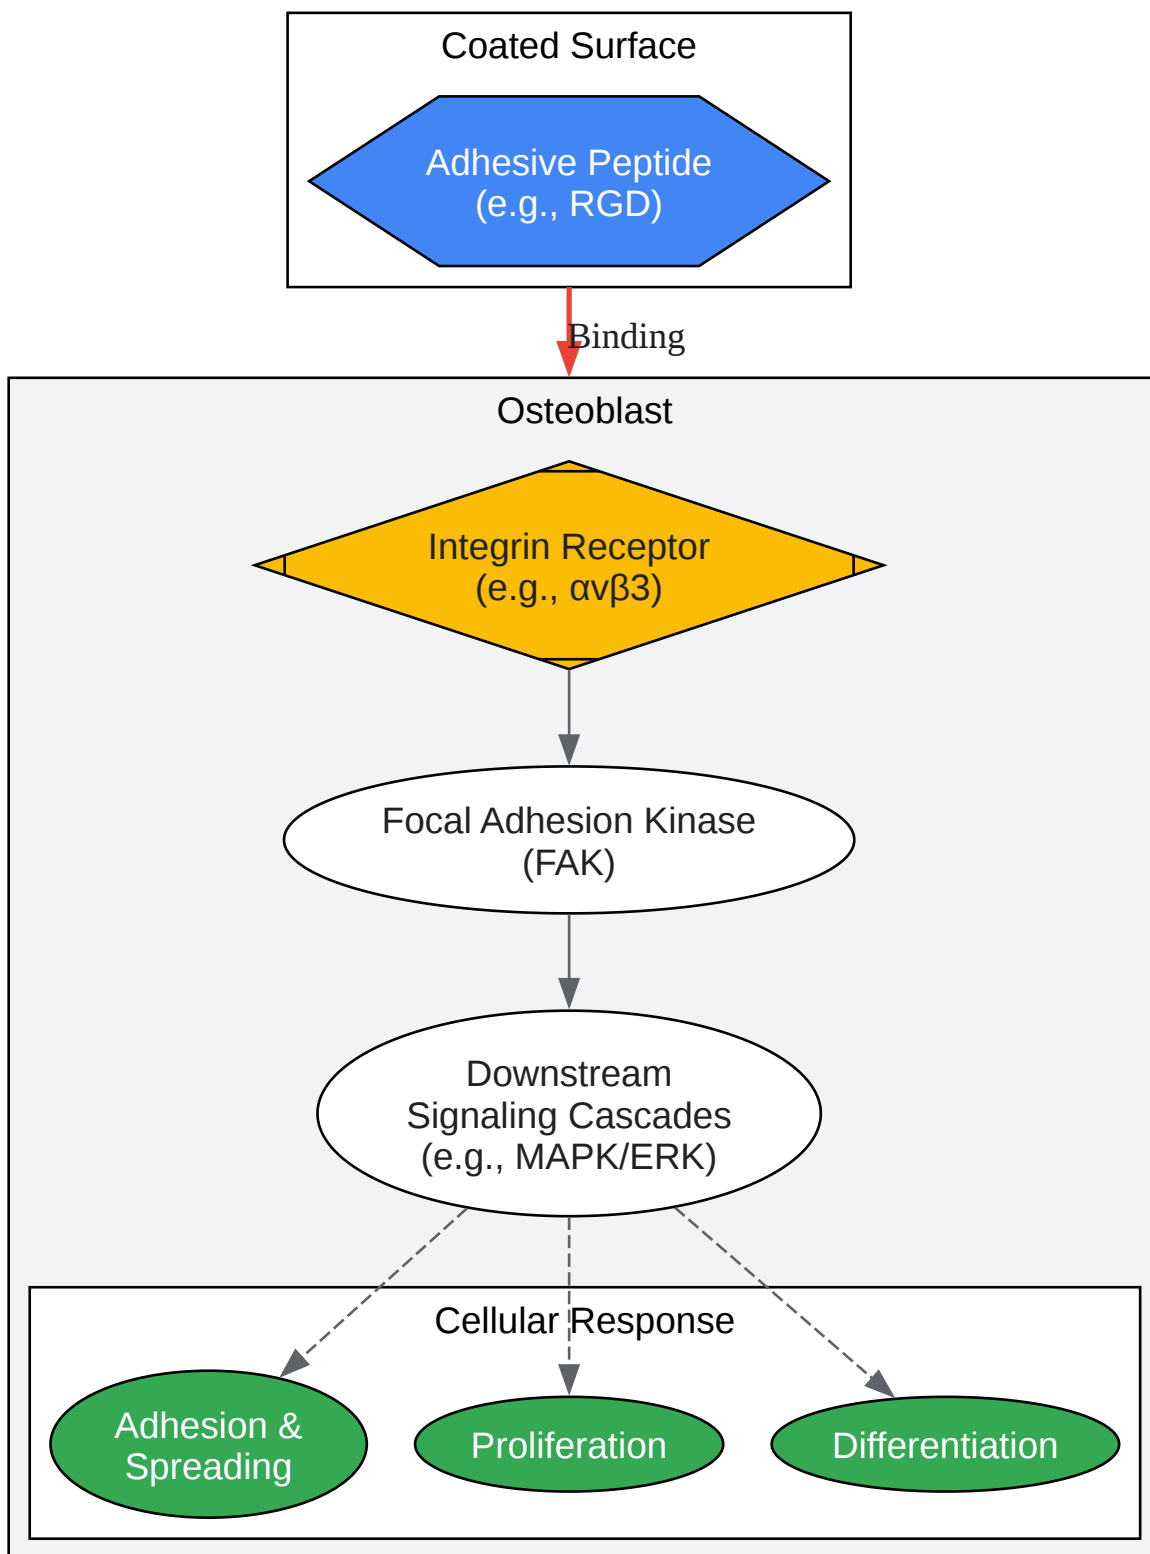 Coated Surface
Adhesive Peptide
(e.g., RGD)
Binding
Osteoblast
Integrin Receptor
(e.g., αvβ3)
Focal Adhesion Kinase
(FAK)
Downstream
Signaling Cascades
(e.g., MAPK/ERK)
Cellular Response
Adhesion &
Spreading
Proliferation
Differentiation